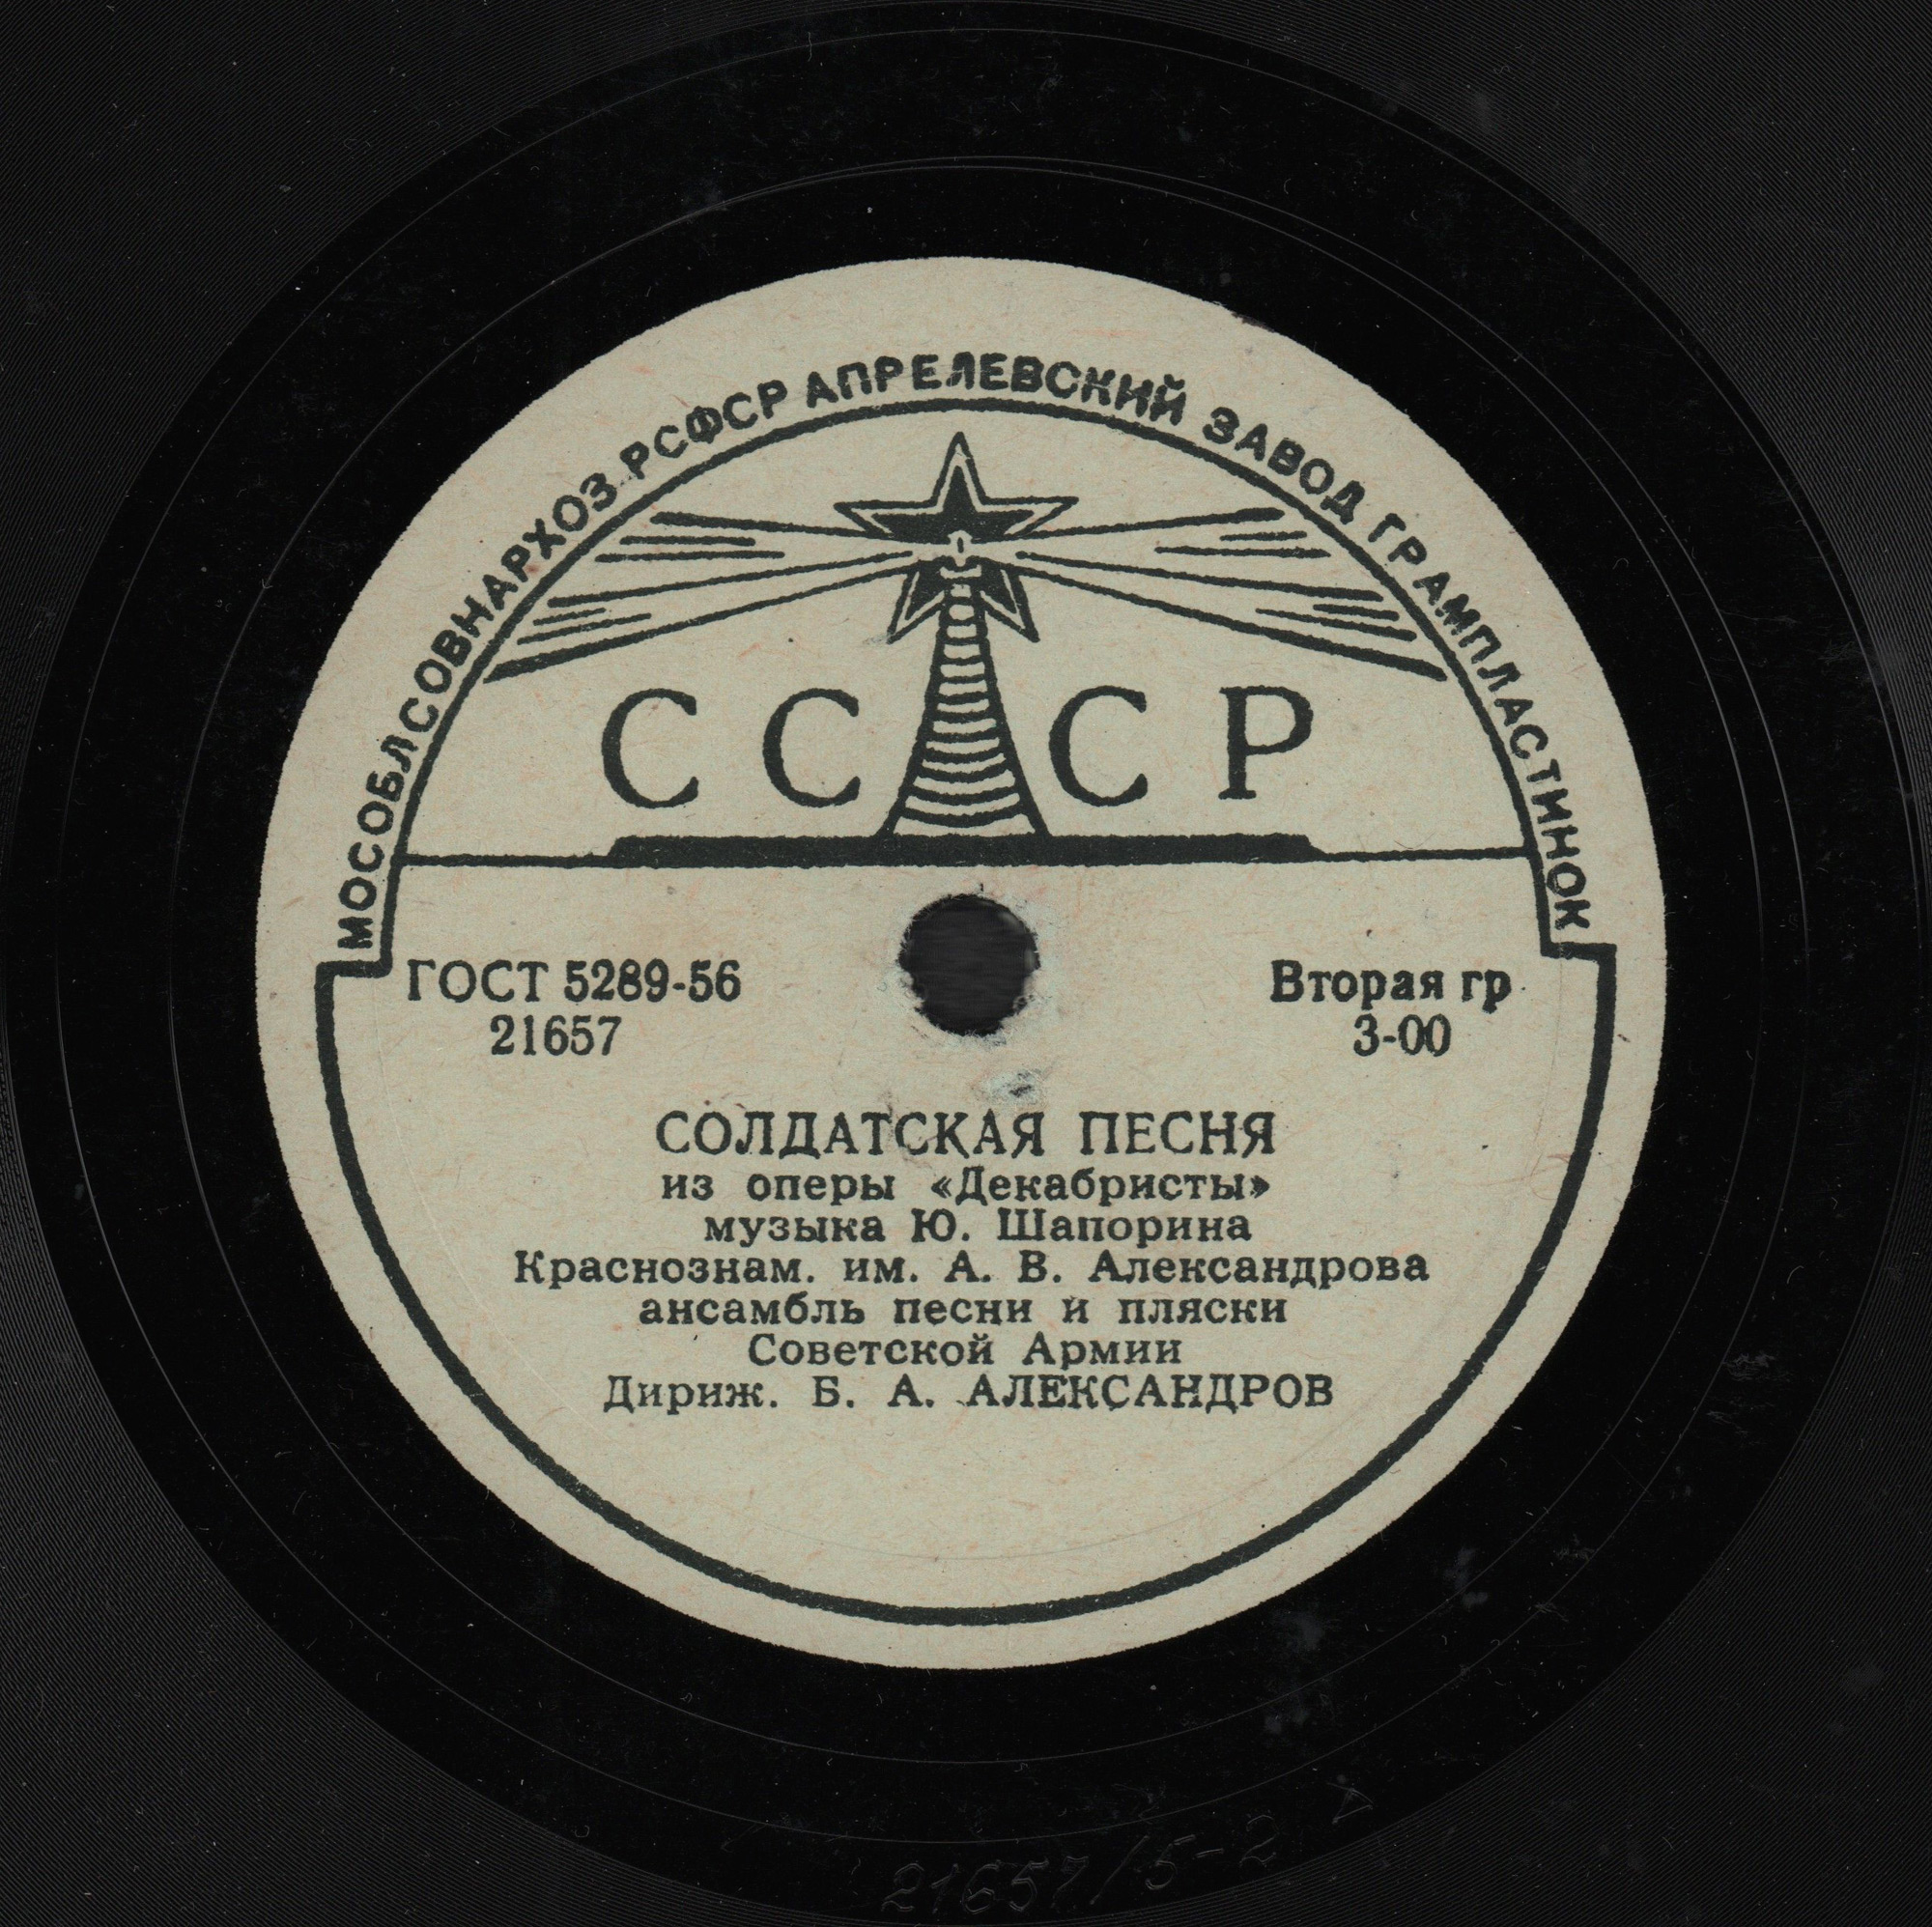 МОСОБЛСОВНАРХОЗ РСФСР АПРЕЛЕВСКИЙ ЗАВОД ГРАМПЛАСТИНОК
СССР
ГОСТ 5289-56
21657
Вторая гр.
3-00
СОЛДАТСКАЯ ПЕСНЯ
из оперы «Декабристы»
музыка Ю. Шапорина
Краснознам. им. А. В. Александрова
ансамбль песни и пляски
Советской Армии
Дириж. Б. А. АЛЕКСАНДРОВ
21657/5-2